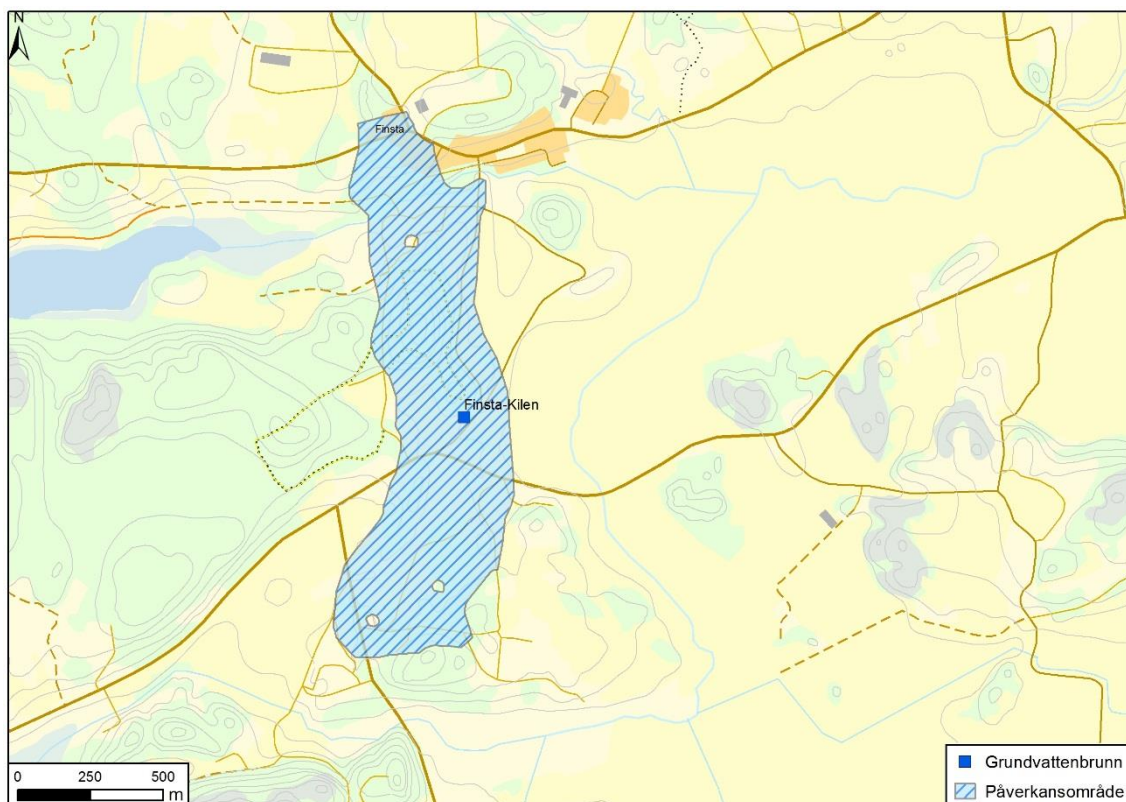 N
Finsta
Finsta-Kilen
0 250 500
m
Grundvattenbrunn
Påverkansområde